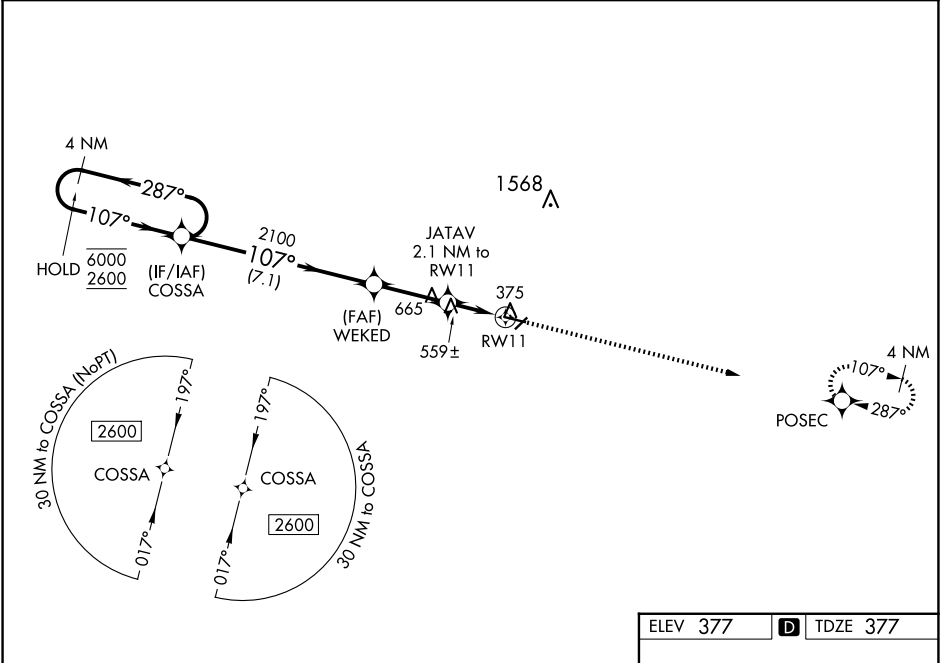 4 NM
287°
107°
HOLD
6000
2600
(IF/IAF)
COSSA
2100
107°
(7.1)
1568
JATAV
2.1 NM to
RW11
(FAF)
WEKED
665
559±
375
RW11
4 NM
107°
287°
POSEC
30 NM to COSSA (NoPT)
197°
2600
COSSA
017°
197°
COSSA
2600
017°
30 NM to COSSA
ELEV 377 D TDZE 377